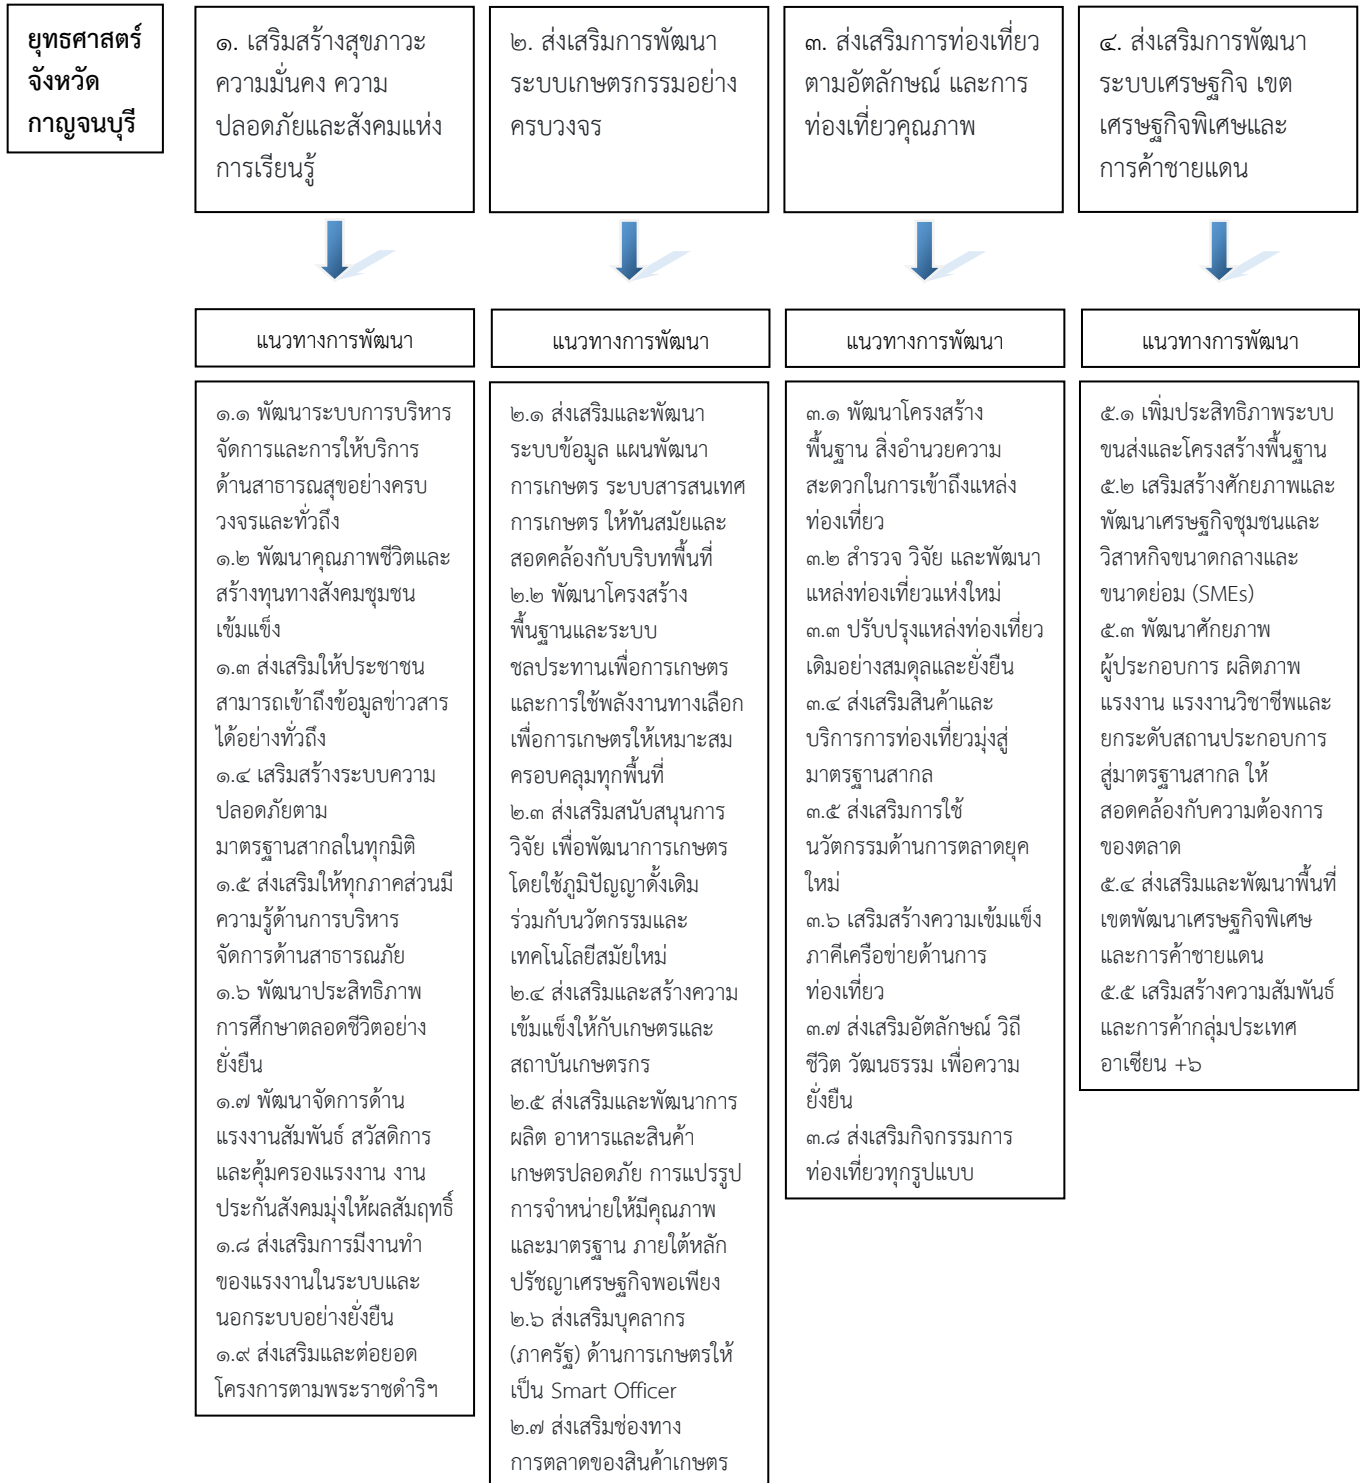 ยุทธศาสตร์
จังหวัด
กาญจนบุรี
๑. เสริมสร้างสุขภาวะ
ความมั่นคง ความ
ปลอดภัยและสังคมแห่ง
การเรียนรู้
๒. ส่งเสริมการพัฒนา
ระบบเกษตรกรรมอย่าง
ครบวงจร
๓. ส่งเสริมการท่องเที่ยว
ตามอัตลักษณ์ และการ
ท่องเที่ยวคุณภาพ
๔. ส่งเสริมการพัฒนา
ระบบเศรษฐกิจ เขต
เศรษฐกิจพิเศษและ
การค้าชายแดน
แนวทางการพัฒนา
แนวทางการพัฒนา
แนวทางการพัฒนา
แนวทางการพัฒนา
๑.๑ พัฒนาระบบการบริหาร
จัดการและการให้บริการ
ด้านสาธารณสุขอย่างครบ
วงจรและทั่วถึง
๑.๒ พัฒนาคุณภาพชีวิตและ
สร้างทุนทางสังคมชุมชน
เข้มแข็ง
๑.๓ ส่งเสริมให้ประชาชน
สามารถเข้าถึงข้อมูลข่าวสาร
ได้อย่างทั่วถึง
๑.๔ เสริมสร้างระบบความ
ปลอดภัยตาม
มาตรฐานสากลในทุกมิติ
๑.๕ ส่งเสริมให้ทุกภาคส่วนมี
ความรู้ด้านการบริหาร
จัดการด้านสาธารณภัย
๑.๖ พัฒนาประสิทธิภาพ
การศึกษาตลอดชีวิตอย่าง
ยั่งยืน
๑.๗ พัฒนาจัดการด้าน
แรงงานสัมพันธ์ สวัสดิการ
และคุ้มครองแรงงาน งาน
ประกันสังคมมุ่งให้ผลสัมฤทธิ์
๑.๘ ส่งเสริมการมีงานทำ
ของแรงงานในระบบและ
นอกระบบอย่างยั่งยืน
๑.๙ ส่งเสริมและต่อยอด
โครงการตามพระราชดำริฯ
๒.๑ ส่งเสริมและพัฒนา
ระบบข้อมูล แผนพัฒนา
การเกษตร ระบบสารสนเทศ
การเกษตร ให้ทันสมัยและ
สอดคล้องกับบริบทพื้นที่
๒.๒ พัฒนาโครงสร้าง
พื้นฐานและระบบ
ชลประทานเพื่อการเกษตร
และการใช้พลังงานทางเลือก
เพื่อการเกษตรให้เหมาะสม
ครอบคลุมทุกพื้นที่
๒.๓ ส่งเสริมสนับสนุนการ
วิจัย เพื่อพัฒนาการเกษตร
โดยใช้ภูมิปัญญาดั้งเดิม
ร่วมกับนวัตกรรมและ
เทคโนโลยีสมัยใหม่
๒.๔ ส่งเสริมและสร้างความ
เข้มแข็งให้กับเกษตรและ
สถาบันเกษตรกร
๒.๕ ส่งเสริมและพัฒนาการ
ผลิต อาหารและสินค้า
เกษตรปลอดภัย การแปรรูป
การจำหน่ายให้มีคุณภาพ
และมาตรฐาน ภายใต้หลัก
ปรัชญาเศรษฐกิจพอเพียง
๒.๖ ส่งเสริมบุคลากร
(ภาครัฐ) ด้านการเกษตรให้
เป็น Smart Officer
๒.๗ ส่งเสริมช่องทาง
การตลาดของสินค้าเกษตร
๓.๑ พัฒนาโครงสร้าง
พื้นฐาน สิ่งอำนวยความ
สะดวกในการเข้าถึงแหล่ง
ท่องเที่ยว
๓.๒ สำรวจ วิจัย และพัฒนา
แหล่งท่องเที่ยวแห่งใหม่
๓.๓ ปรับปรุงแหล่งท่องเที่ยว
เดิมอย่างสมดุลและยั่งยืน
๓.๔ ส่งเสริมสินค้าและ
บริการการท่องเที่ยวมุ่งสู่
มาตรฐานสากล
๓.๕ ส่งเสริมการใช้
นวัตกรรมด้านการตลาดยุค
ใหม่
๓.๖ เสริมสร้างความเข้มแข็ง
ภาคีเครือข่ายด้านการ
ท่องเที่ยว
๓.๗ ส่งเสริมอัตลักษณ์ วิถี
ชีวิต วัฒนธรรม เพื่อความ
ยั่งยืน
๓.๘ ส่งเสริมกิจกรรมการ
ท่องเที่ยวทุกรูปแบบ
๕.๑ เพิ่มประสิทธิภาพระบบ
ขนส่งและโครงสร้างพื้นฐาน
๕.๒ เสริมสร้างศักยภาพและ
พัฒนาเศรษฐกิจชุมชนและ
วิสาหกิจขนาดกลางและ
ขนาดย่อม (SMEs)
๕.๓ พัฒนาศักยภาพ
ผู้ประกอบการ ผลิตภาพ
แรงงาน แรงงานวิชาชีพและ
ยกระดับสถานประกอบการ
สู่มาตรฐานสากล ให้
สอดคล้องกับความต้องการ
ของตลาด
๕.๔ ส่งเสริมและพัฒนาพื้นที่
เขตพัฒนาเศรษฐกิจพิเศษ
และการค้าชายแดน
๕.๕ เสริมสร้างความสัมพันธ์
และการค้ากลุ่มประเทศ
อาเซียน +๖